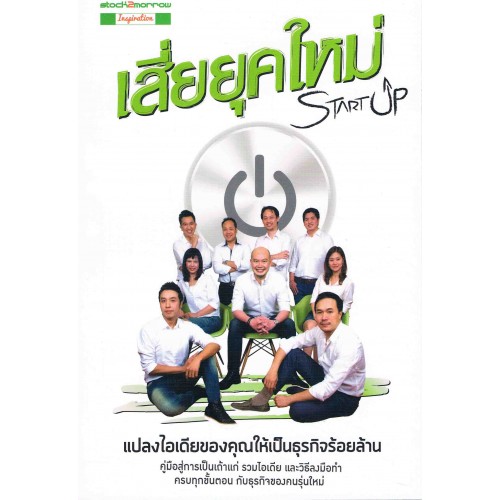 stock2morrow
Inspiration
เสี่ยยุคใหม่
START UP
แปลงไอเดียของคุณให้เป็นธุรกิจร้อยล้าน
คู่มือสู่การเป็นเถ้าแก่ รวมไอเดีย และวิธีลงมือทำ
ครบทุกขั้นตอน กับธุรกิจของคนรุ่นใหม่